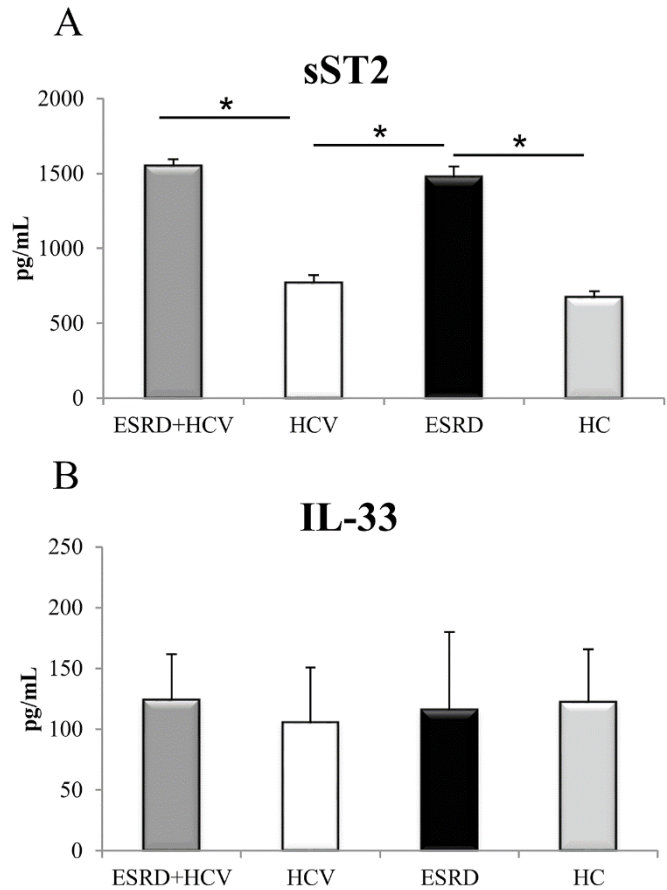 A
sST2
2000
1500
1000
500
0
pg/mL
* * *
ESRD+HCV HCV ESRD HC
B
IL-33
250
200
150
100
50
0
pg/mL
ESRD+HCV HCV ESRD HC